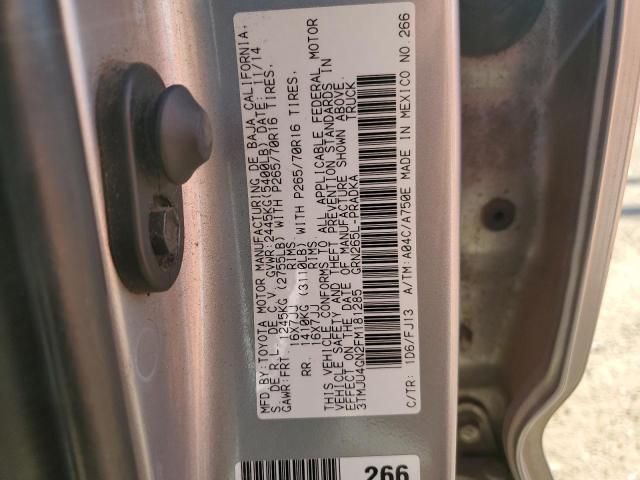 MFD BY:TOYOTA MOTOR MANUFACTURING DE BAJA CALIFORNIA,
S. DE R. L. DE C. V. GVWR: 2445KG(5400LB) DATE: 11/14
GAWR:FRT. 1245KG (2755LB) WITH P265/70R16 TIRES,
16X7JJ RIMS
RR. 1410KG (3110LB) WITH P265/70R16 TIRES.
16X7JJ RIMS
THIS VEHICLE CONFORMS TO ALL APPLICABLE FEDERAL MOTOR
VEHICLE SAFETY AND THEFT PREVENTION STANDARDS IN
EFFECT ON THE DATE OF MANUFACTURE SHOWN ABOVE.
3TMJU4GN2FM181285 GRN265L-PRADKA TRUCK
C/TR: 1D6/FJ13 A/TM: A04C/A750E MADE IN MEXICO NO. 266
266